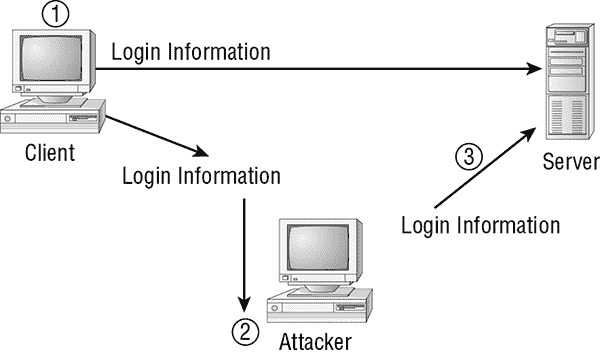 ①
Login Information
Client
Login Information
③
Server
Login Information
②
Attacker